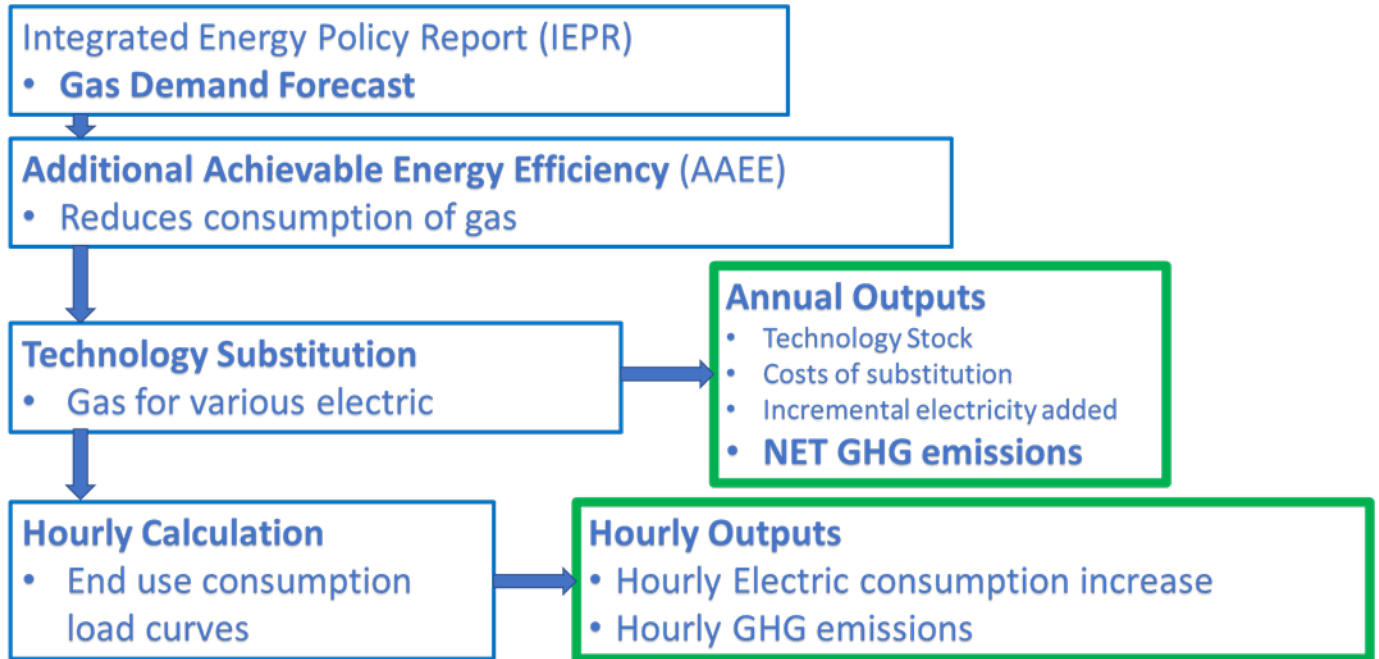 Integrated Energy Policy Report (IEPR)
• Gas Demand Forecast
Additional Achievable Energy Efficiency (AAEE)
• Reduces consumption of gas
Technology Substitution
• Gas for various electric
Annual Outputs
• Technology Stock
• Costs of substitution
• Incremental electricity added
• NET GHG emissions
Hourly Calculation
• End use consumption
load curves
Hourly Outputs
• Hourly Electric consumption increase
• Hourly GHG emissions